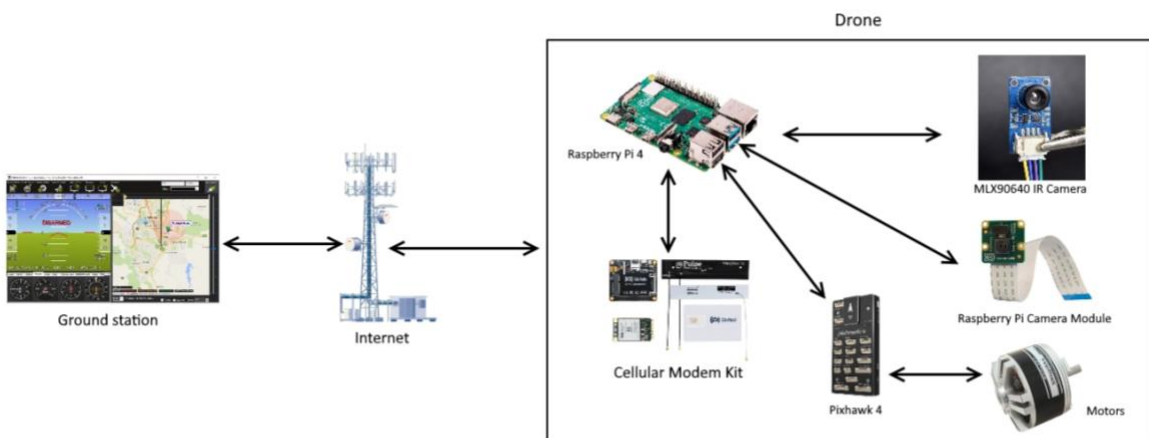 Drone
Raspberry Pi 4
MLX90640 IR Camera
DISARMED
Ground station
Internet
Cellular Modem Kit
Raspberry Pi Camera Module
Pixhawk 4
Motors